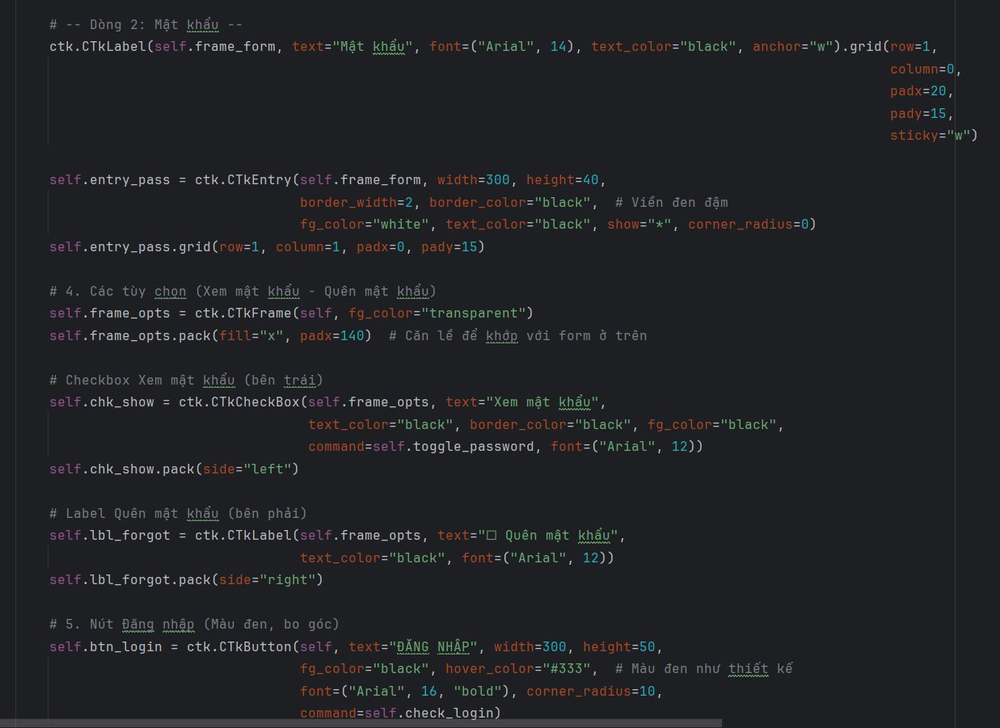 # -- Dòng 2: Mật khẩu --
ctk.CTkLabel(self.frame_form, text="Mật khẩu", font=("Arial", 14), text_color="black", anchor="w").grid(row=1,
column=0,
padx=20,
pady=15,
sticky="w")
self.entry_pass = ctk.CTkEntry(self.frame_form, width=300, height=40,
border_width=2, border_color="black",  # Viền đen đậm
fg_color="white", text_color="black", show="*", corner_radius=0)
self.entry_pass.grid(row=1, column=1, padx=0, pady=15)
# 4. Các tùy chọn (Xem mật khẩu - Quên mật khẩu)
self.frame_opts = ctk.CTkFrame(self, fg_color="transparent")
self.frame_opts.pack(fill="x", padx=140)  # Căn lề để khớp với form ở trên
# Checkbox Xem mật khẩu (bên trái)
self.chk_show = ctk.CTkCheckBox(self.frame_opts, text="Xem mật khẩu",
text_color="black", border_color="black", fg_color="black",
command=self.toggle_password, font=("Arial", 12))
self.chk_show.pack(side="left")
# Label Quên mật khẩu (bên phải)
self.lbl_forgot = ctk.CTkLabel(self.frame_opts, text="☐ Quên mật khẩu",
text_color="black", font=("Arial", 12))
self.lbl_forgot.pack(side="right")
# 5. Nút Đăng nhập (Màu đen, bo góc)
self.btn_login = ctk.CTkButton(self, text="ĐĂNG NHẬP", width=300, height=50,
fg_color="black", hover_color="#333",  # Màu đen như thiết kế
font=("Arial", 16, "bold"), corner_radius=10,
command=self.check_login)